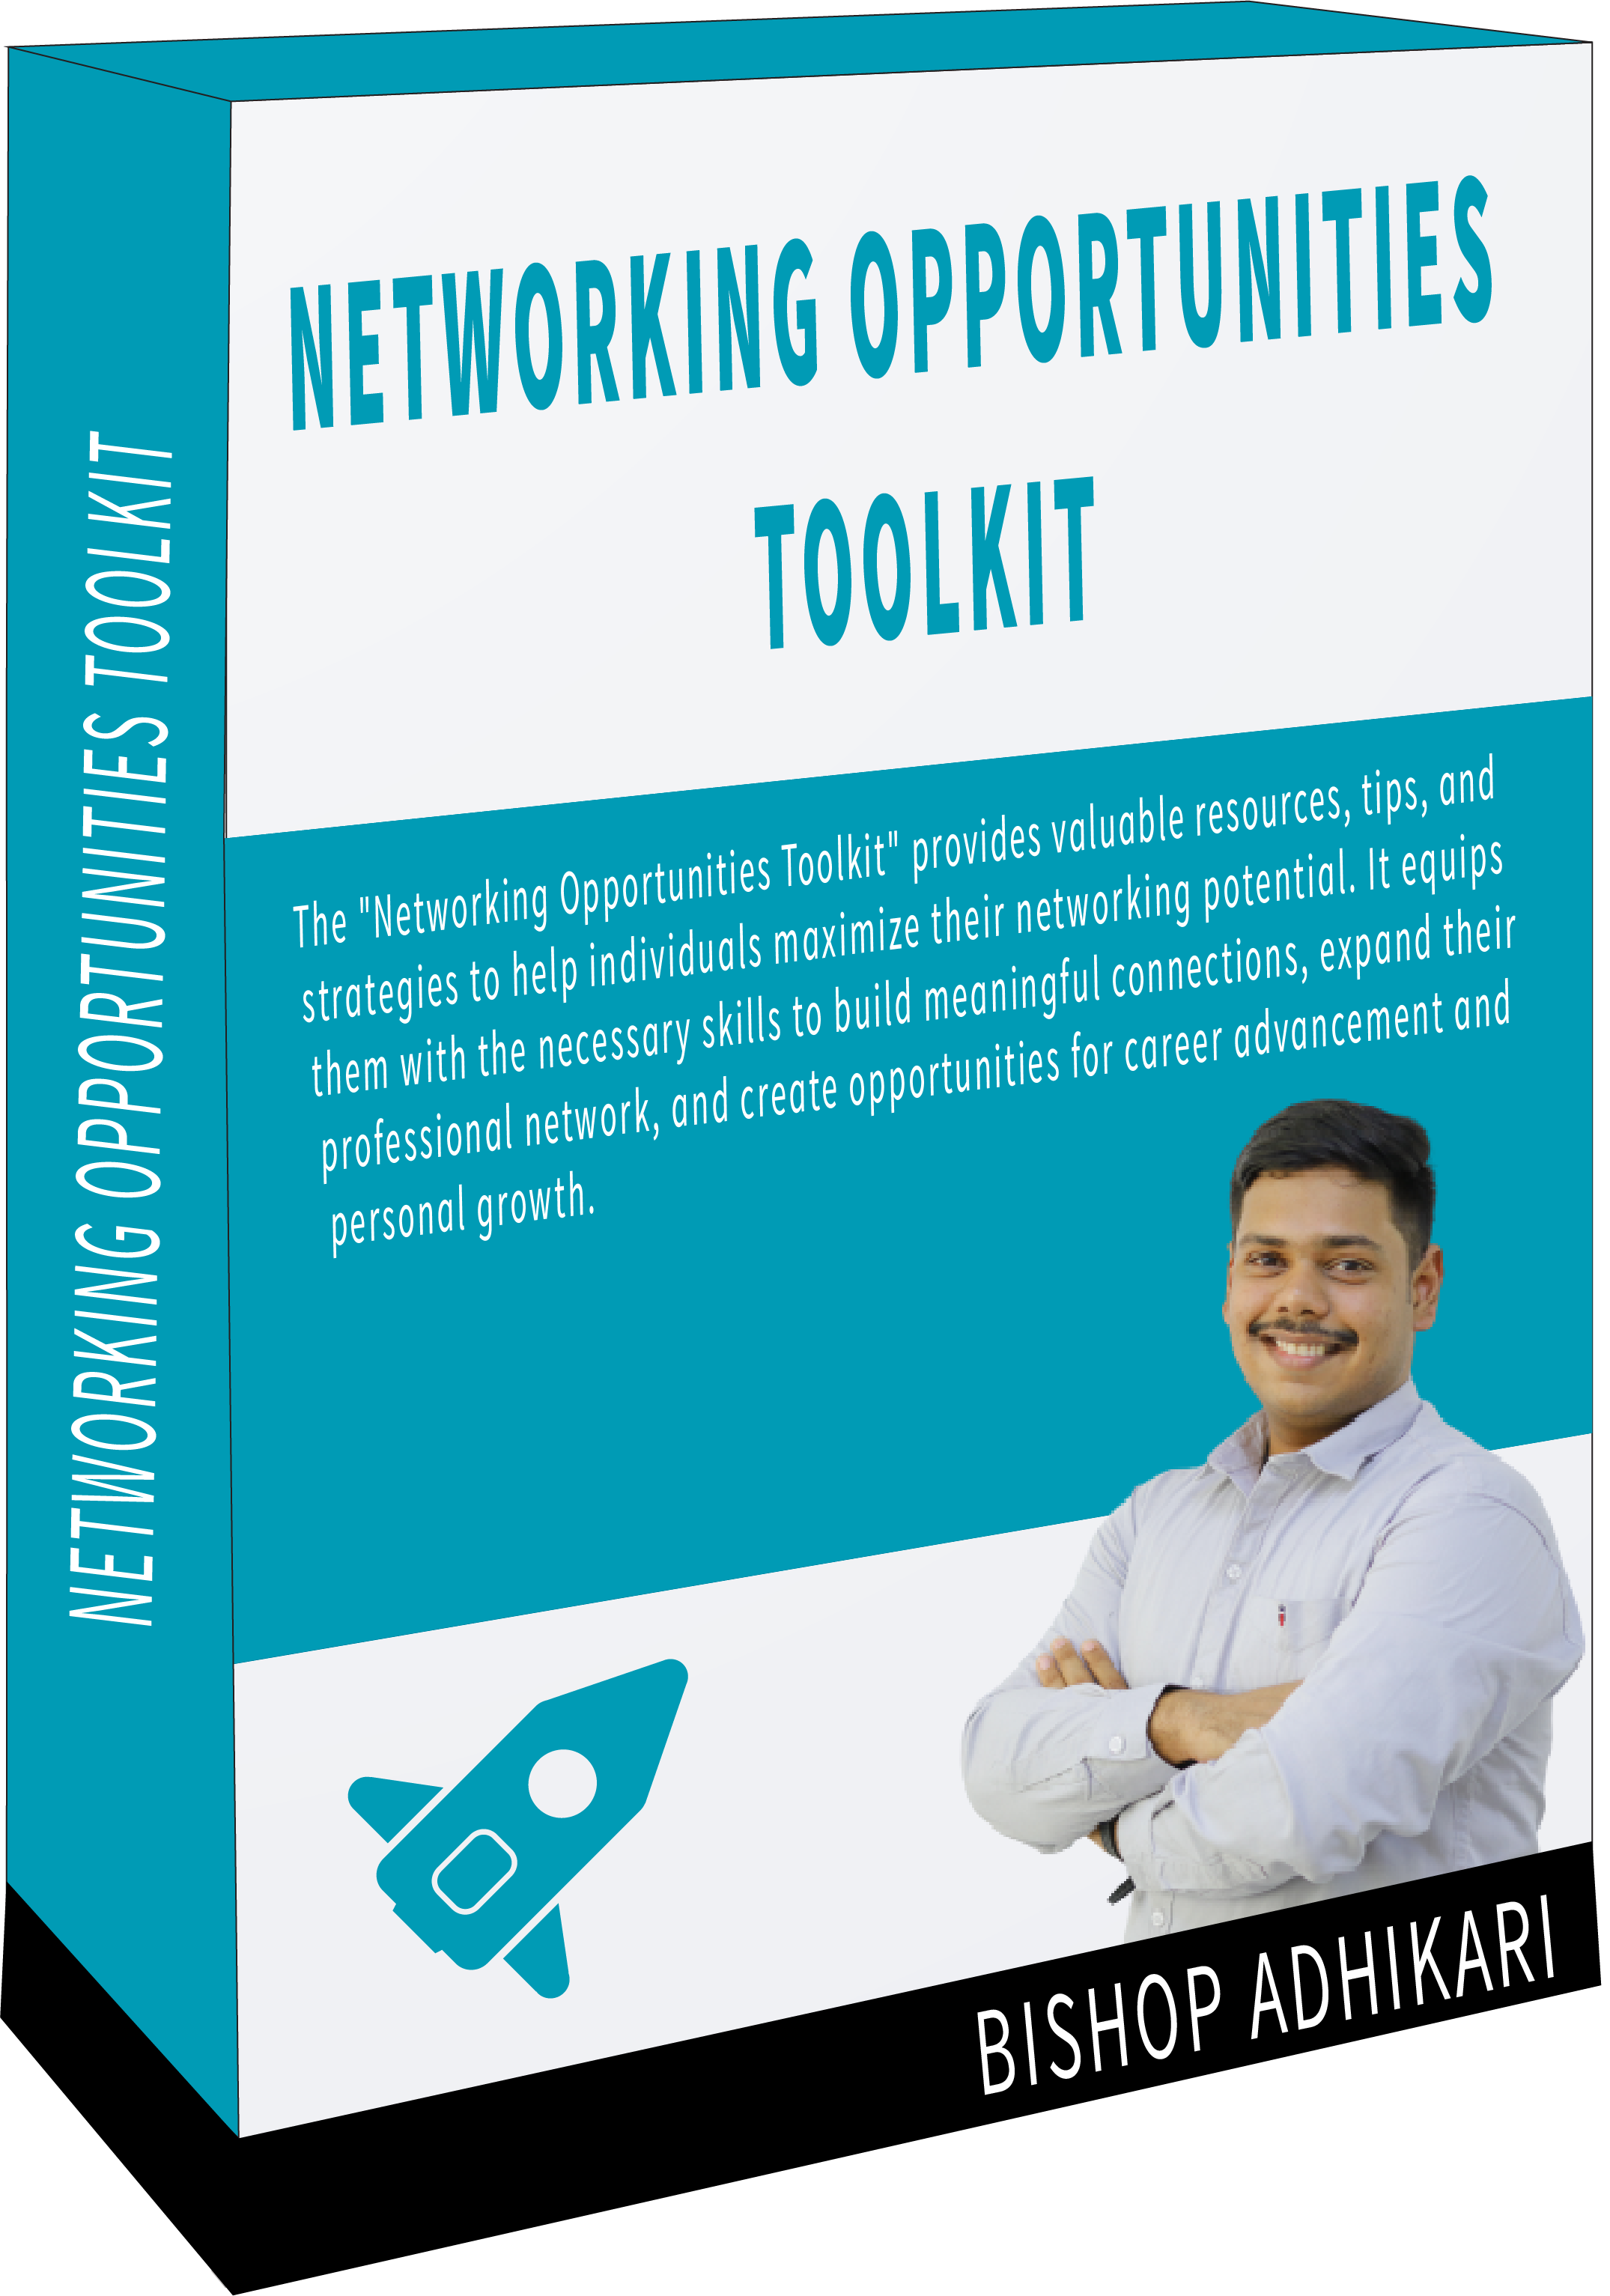 NETWORKING OPPORTUNITIES
TOOLKIT
The "Networking Opportunities Toolkit" provides valuable resources, tips, and
strategies to help individuals maximize their networking potential. It equips
them with the necessary skills to build meaningful connections, expand their
professional network, and create opportunities for career advancement and
personal growth.
BISHOP ADHIKARI
NETWORKING OPPORTUNITIES TOOLKIT